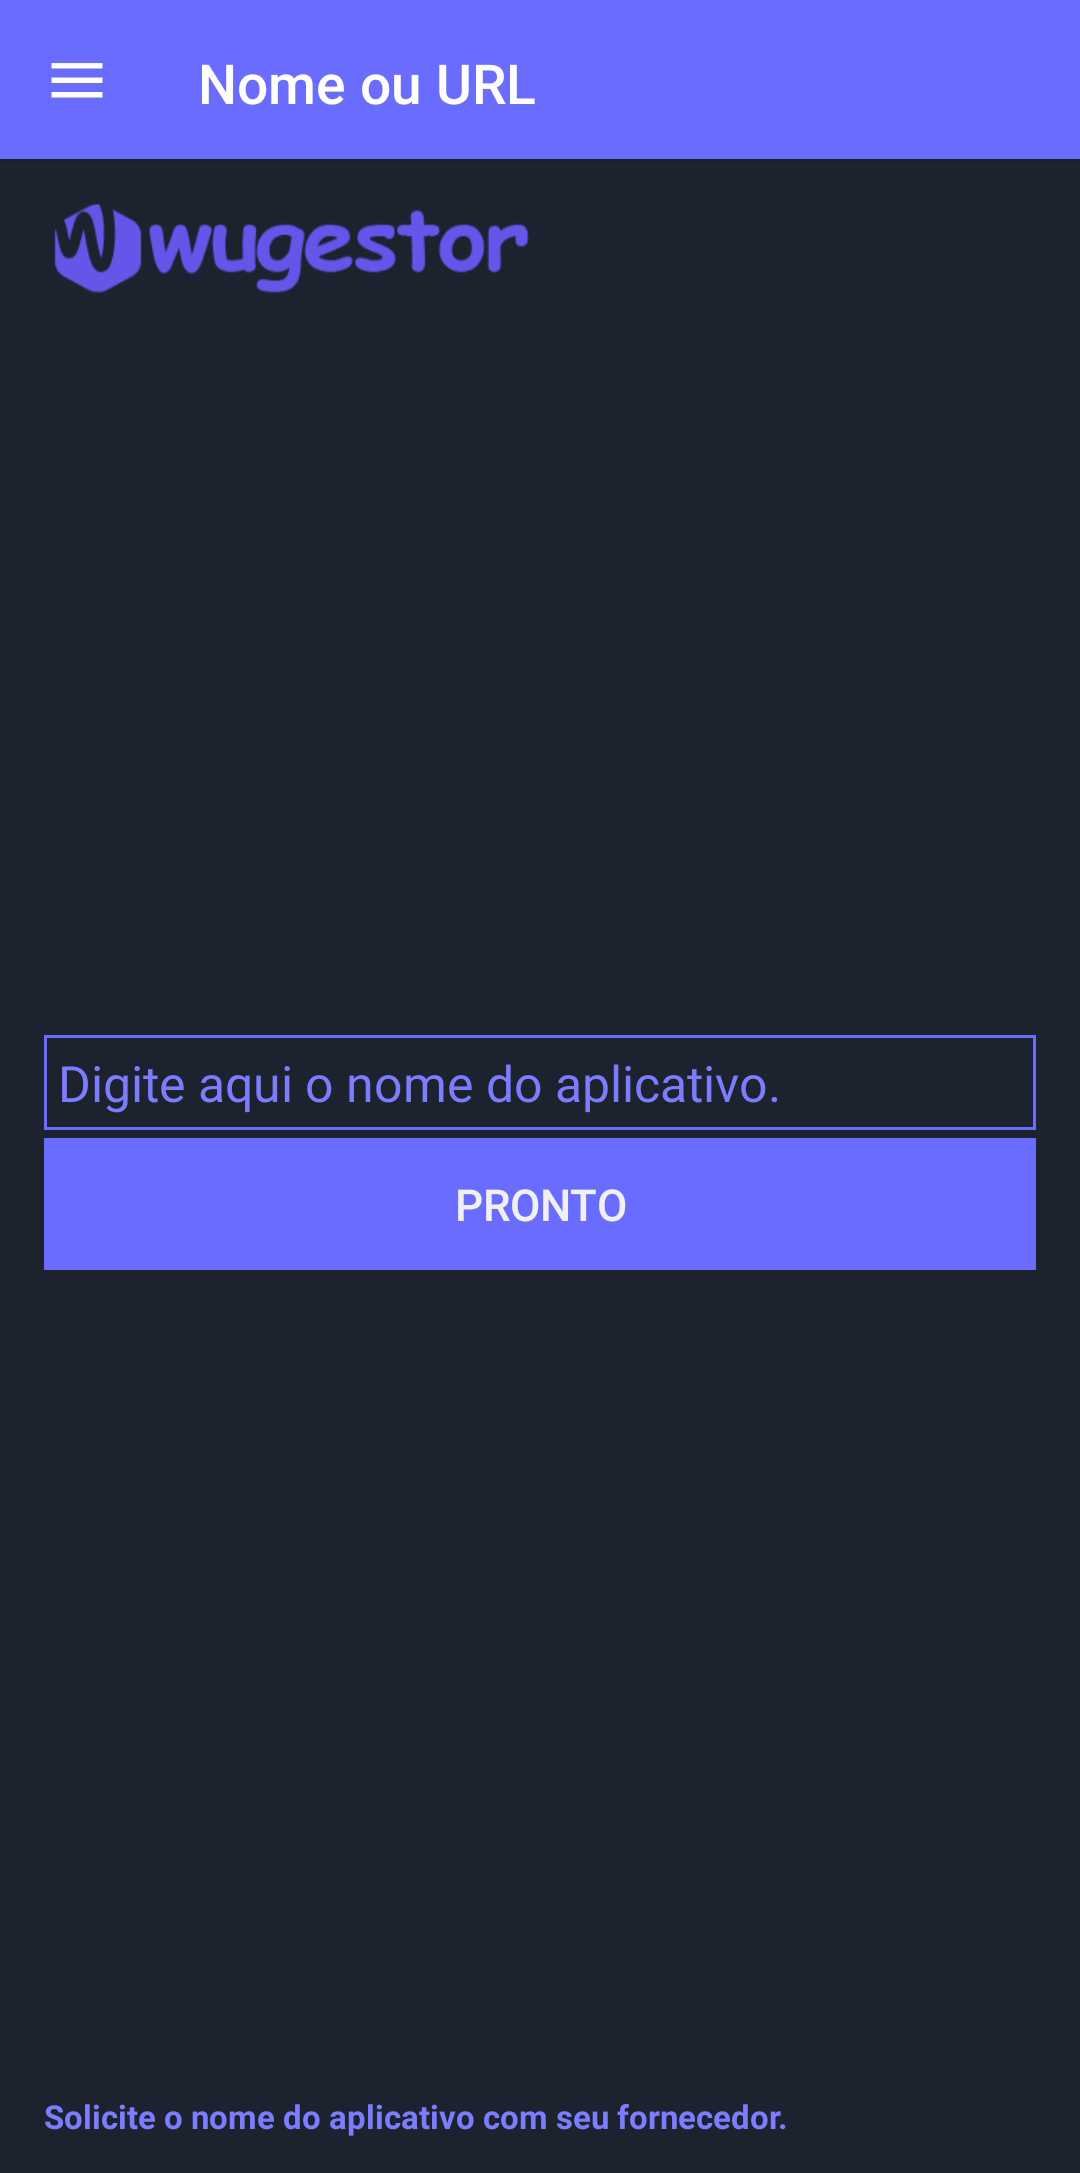 Nome ou URL
wugestor
Digite aqui o nome do aplicativo.
PRONTO
Solicite o nome do aplicativo com seu fornecedor.